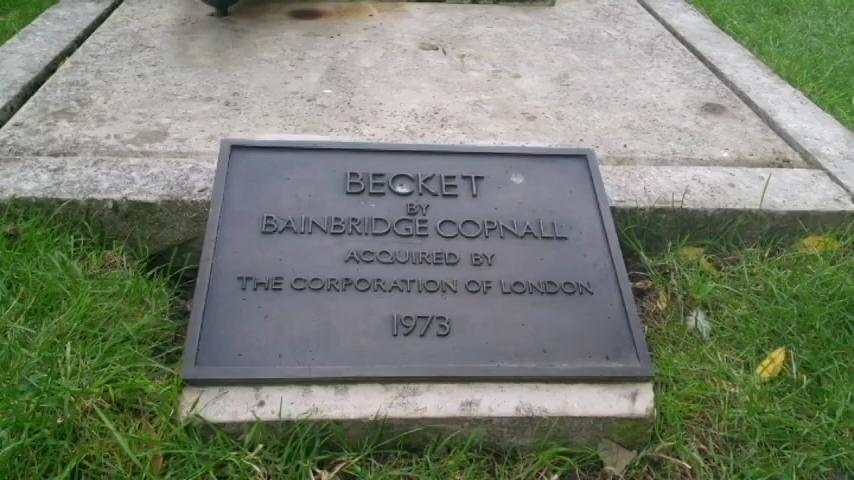 BECKET
BY
BAINBRIDGE COPNALL
ACQUIRED BY
THE CORPORATION OF LONDON
1973